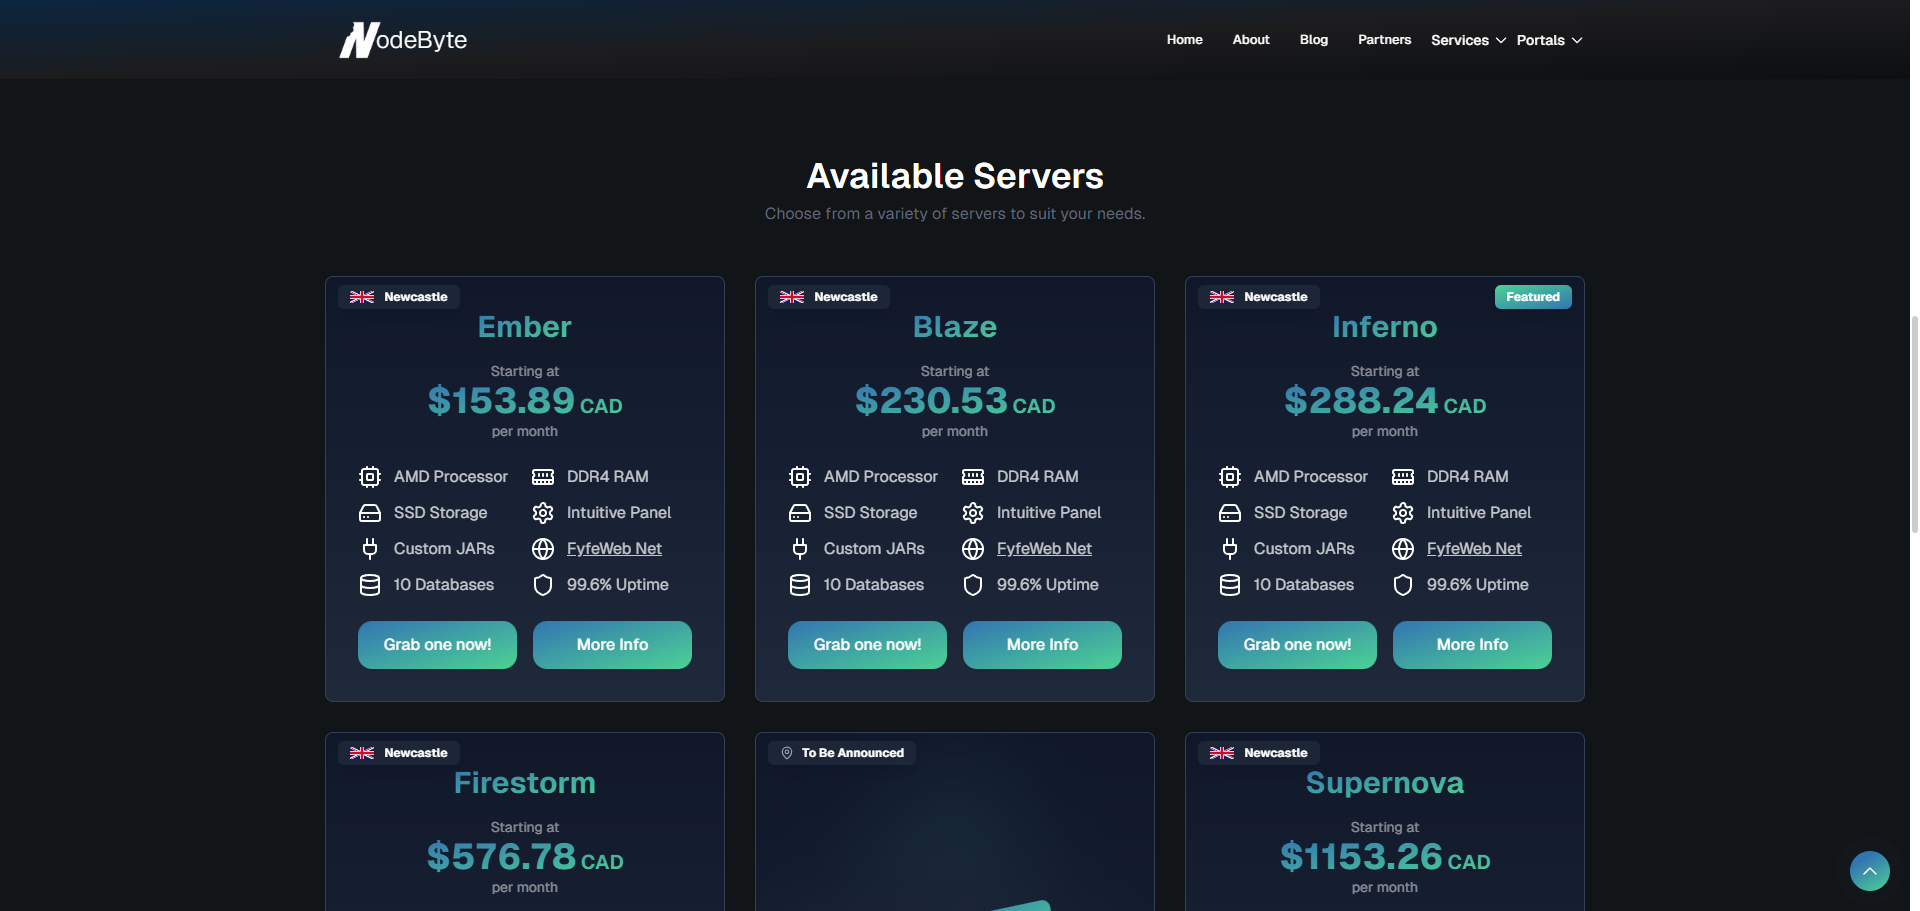 NodeByte
Home About Blog Partners Services Portals
Available Servers
Choose from a variety of servers to suit your needs.
Newcastle
Ember
Starting at
$153.89 CAD
per month
AMD Processor DDR4 RAM
SSD Storage Intuitive Panel
Custom JARs FyfeWeb Net
10 Databases 99.6% Uptime
Grab one now! More Info
Newcastle
Blaze
Starting at
$230.53 CAD
per month
AMD Processor DDR4 RAM
SSD Storage Intuitive Panel
Custom JARs FyfeWeb Net
10 Databases 99.6% Uptime
Grab one now! More Info
Newcastle Featured
Inferno
Starting at
$288.24 CAD
per month
AMD Processor DDR4 RAM
SSD Storage Intuitive Panel
Custom JARs FyfeWeb Net
10 Databases 99.6% Uptime
Grab one now! More Info
Newcastle
Firestorm
Starting at
$576.78 CAD
per month
To Be Announced
Newcastle
Supernova
Starting at
$1153.26 CAD
per month